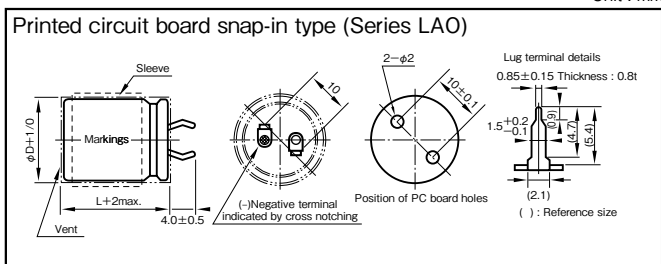 Printed circuit board snap-in type (Series LAO)
Sleeve
Markings
φD+1/0
L+2max.
4.0±0.5
Vent
10
(-)Negative terminal
indicated by cross notching
2-φ2
10±0.1
Position of PC board holes
Lug terminal details
0.85±0.15 Thickness : 0.8t
1.5+0.2
-0.1
(0.9)
(4.7)
(5.4)
(2.1)
( ) : Reference size